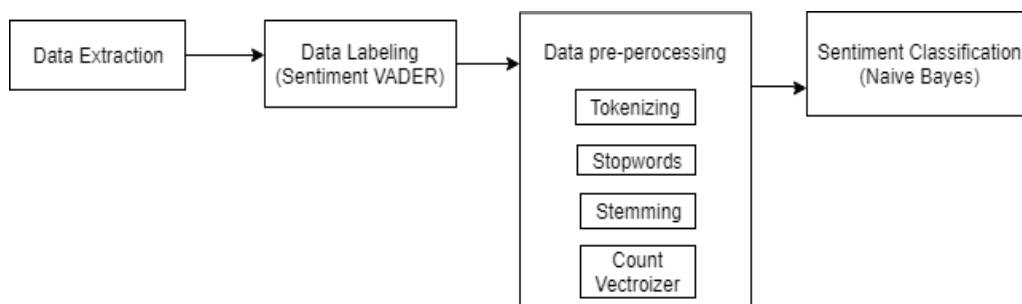 Data Extraction
Data Labeling
(Sentiment VADER)
Data pre-perocessing
Tokenizing
Stopwords
Stemming
Count
Vectroizer
Sentiment Classification
(Naive Bayes)